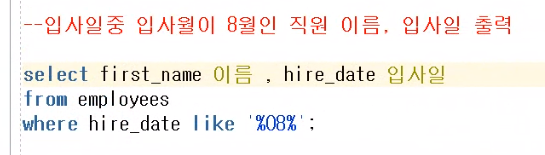 --입사일중 입사월이 8월인 직원 이름, 입사일 출력
select first_name 이름 , hire_date 입사일
from employees
where hire_date like '%08%';